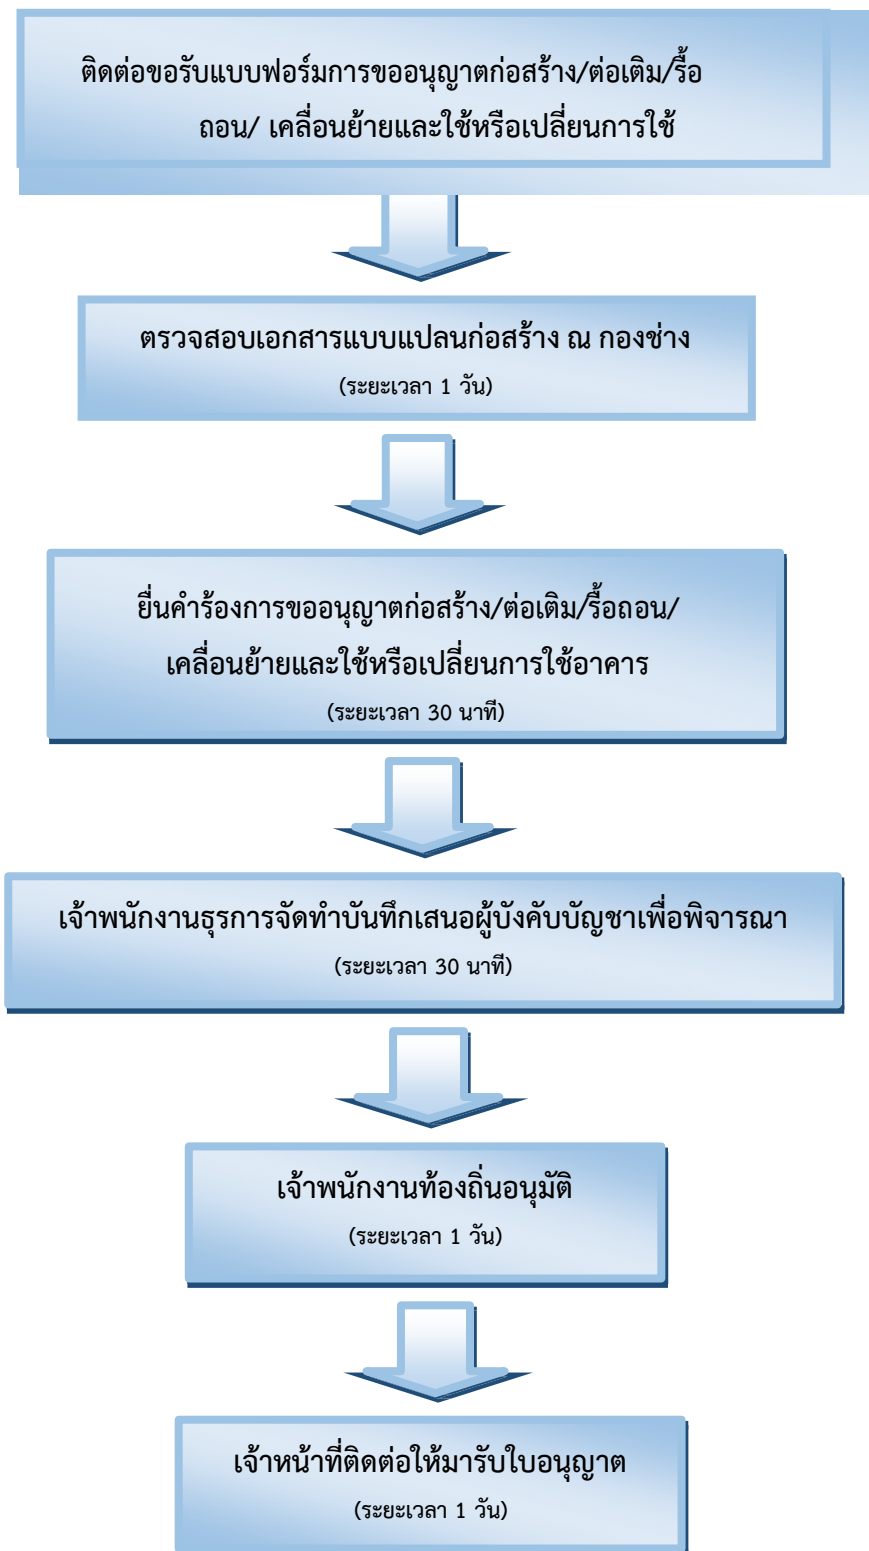 ติดต่อขอรับแบบฟอร์มการขออนุญาตก่อสร้าง/ต่อเติม/รื้อ
ถอน/ เคลื่อนย้ายและใช้หรือเปลี่ยนการใช้
ตรวจสอบเอกสารแบบแปลนก่อสร้าง ณ กองช่าง
(ระยะเวลา 1 วัน)
ยื่นคำร้องการขออนุญาตก่อสร้าง/ต่อเติม/รื้อถอน/
เคลื่อนย้ายและใช้หรือเปลี่ยนการใช้อาคาร
(ระยะเวลา 30 นาที)
เจ้าพนักงานธุรการจัดทำบันทึกเสนอผู้บังคับบัญชาเพื่อพิจารณา
(ระยะเวลา 30 นาที)
เจ้าพนักงานท้องถิ่นอนุมัติ
(ระยะเวลา 1 วัน)
เจ้าหน้าที่ติดต่อให้มารับใบอนุญาต
(ระยะเวลา 1 วัน)